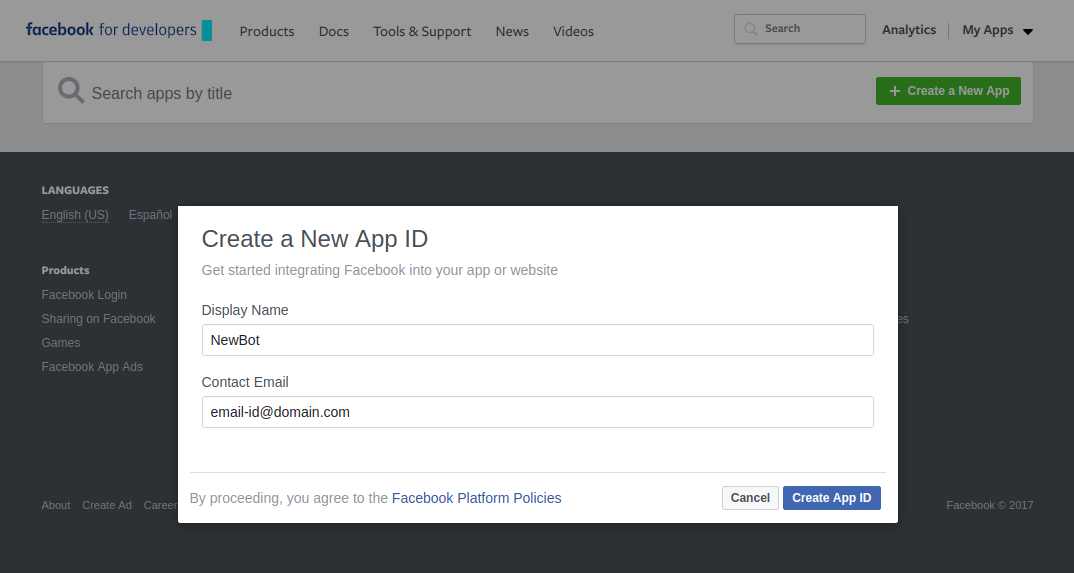 facebook for developers Products Docs Tools & Support News Videos Search Analytics My Apps
Search apps by title + Create a New App
LANGUAGES
English (US) Español
Create a New App ID
Get started integrating Facebook into your app or website
Products
Facebook Login
Sharing on Facebook
Games
Facebook App Ads
Display Name
NewBot
Contact Email
email-id@domain.com
By proceeding, you agree to the Facebook Platform Policies Cancel Create App ID
About Create Ad Career Facebook © 2017